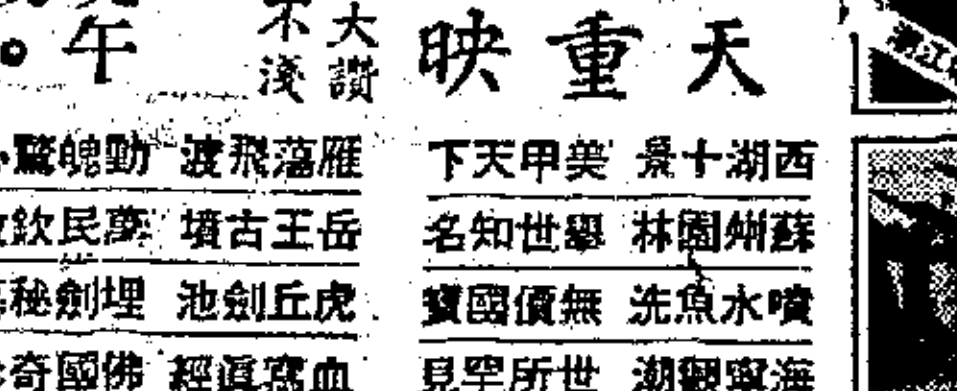 天重映
大讚
不淺
午
西湖十景 美甲天下
蘇州園林 舉世知名
噴水魚洗 無價國寶
海寧觀潮 世所罕見
雁蕩飛渡 動魄驚
岳王古墳 萬民欽
虎丘劍池 埋劍秘
血寫眞經 佛國奇